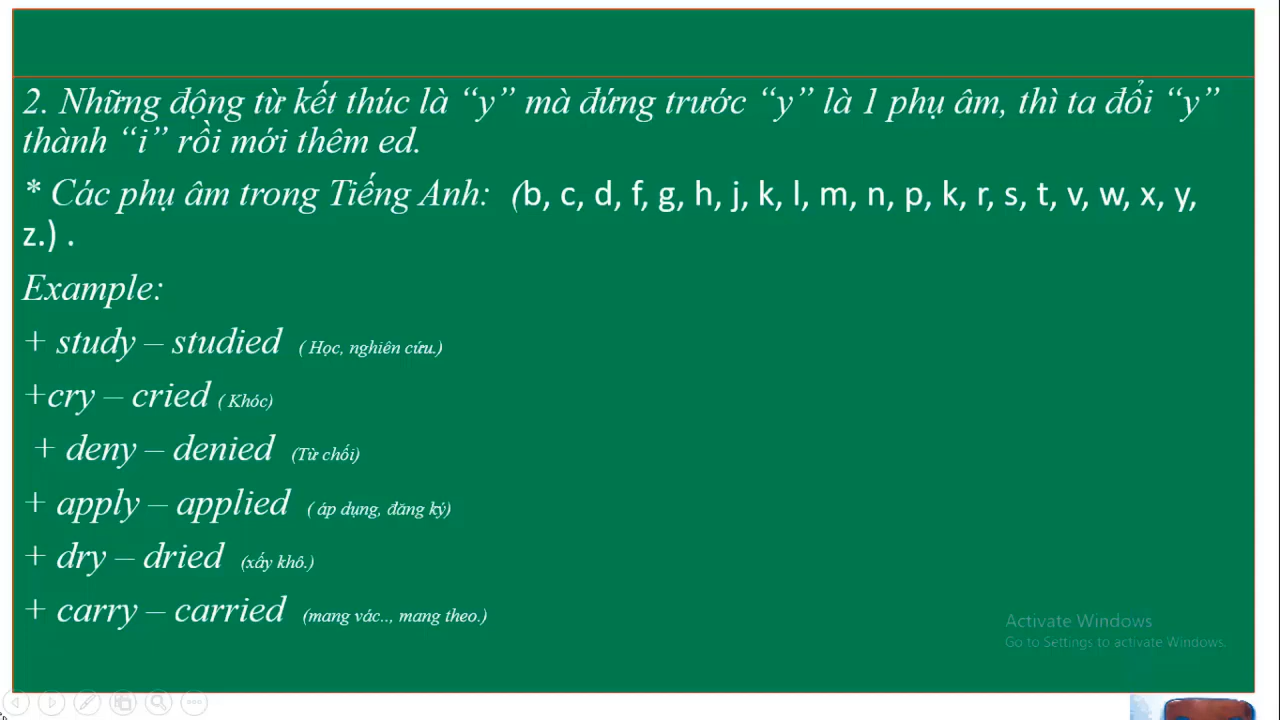 2. Những động từ kết thúc là “y” mà đứng trước “y” là 1 phụ âm, thì ta đổi “y”
thành “i” rồi mới thêm ed.
* Các phụ âm trong Tiếng Anh: (b, c, d, f, g, h, j, k, l, m, n, p, k, r, s, t, v, w, x, y,
z.) .
Example:
+ study – studied ( Học, nghiên cứu.)
+cry – cried ( Khóc)
+ deny – denied (Từ chối)
+ apply – applied ( áp dụng, đăng ký)
+ dry – dried (xấy khô.)
+ carry – carried (mang vác.., mang theo.)
Activate Windows
Go to Settings to activate Windows.